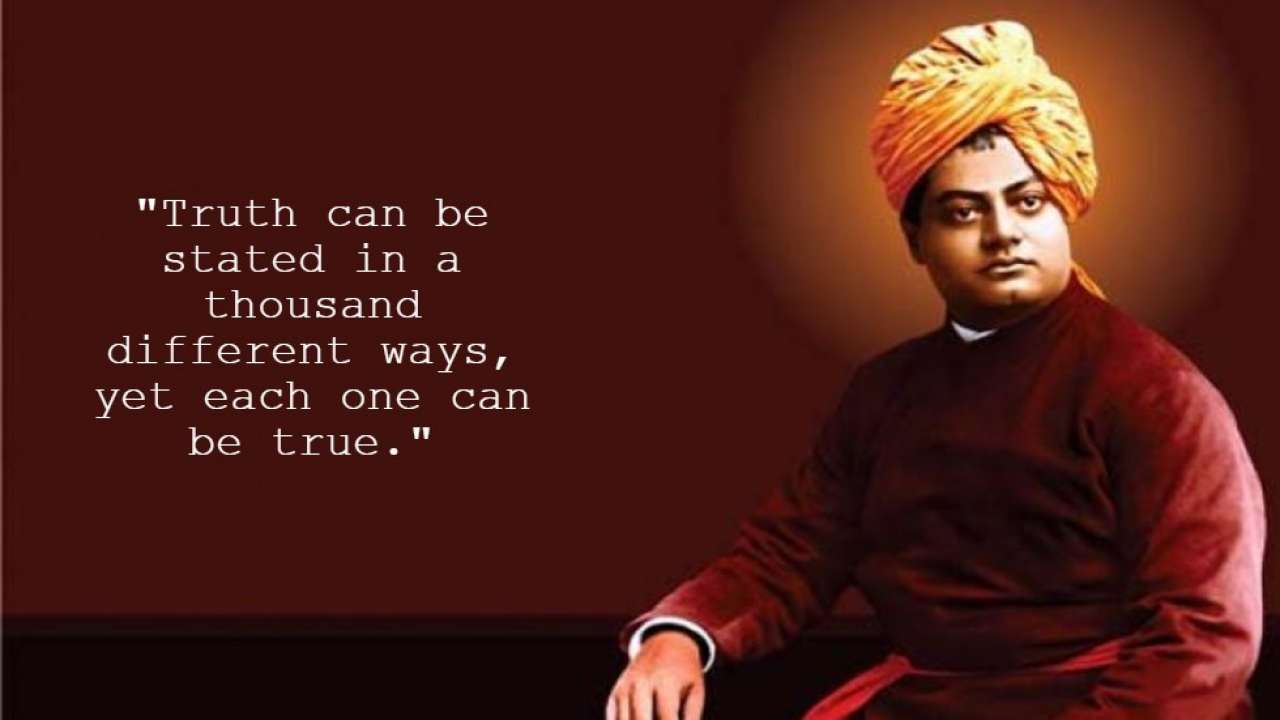 "Truth can be
stated in a
thousand
different ways,
yet each one can
be true."